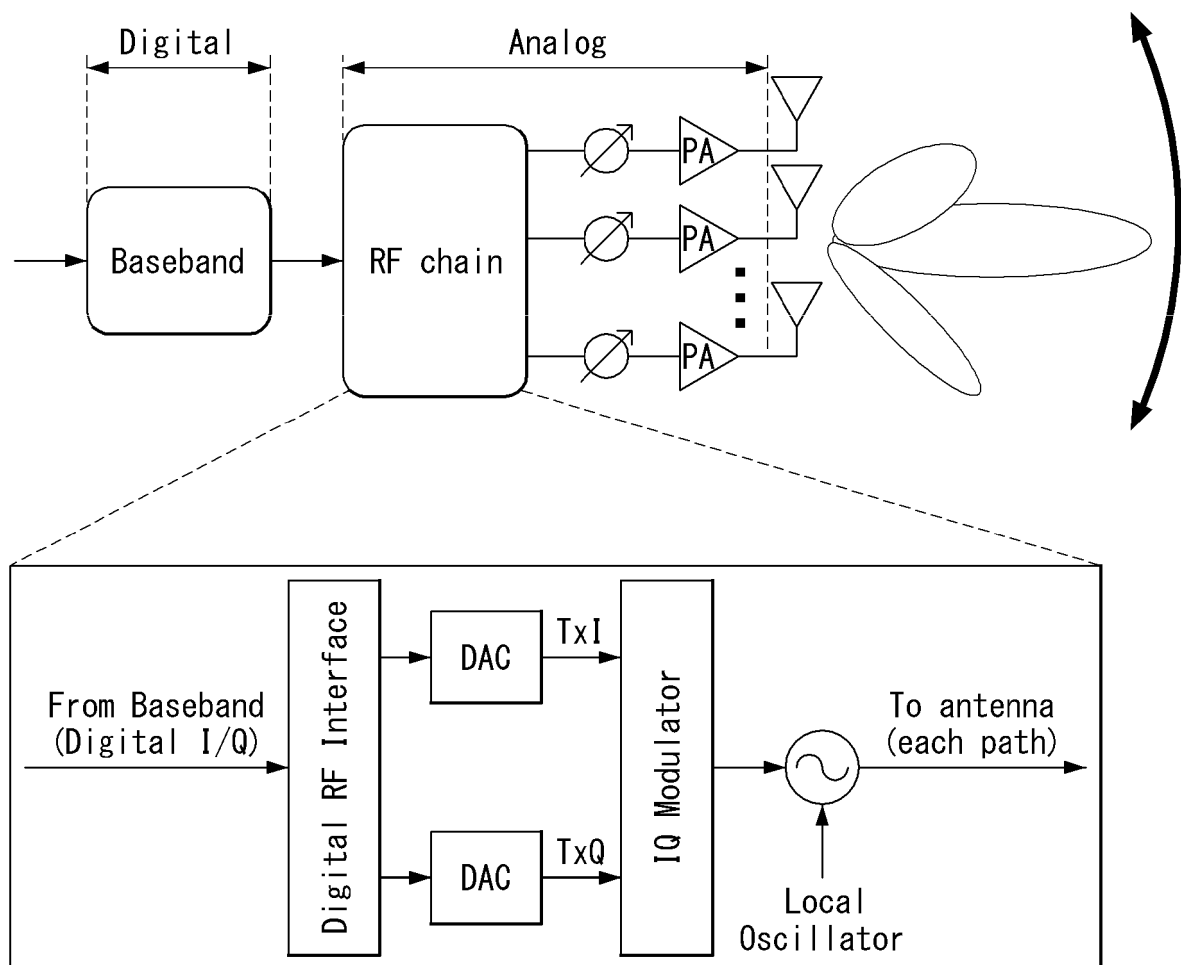 Digital
Analog
Baseband
RF chain
PA
PA
PA
From Baseband
(Digital I/Q)
Digital RF Interface
DAC
TxI
DAC
TxQ
IQ Modulator
To antenna
(each path)
Local
Oscillator